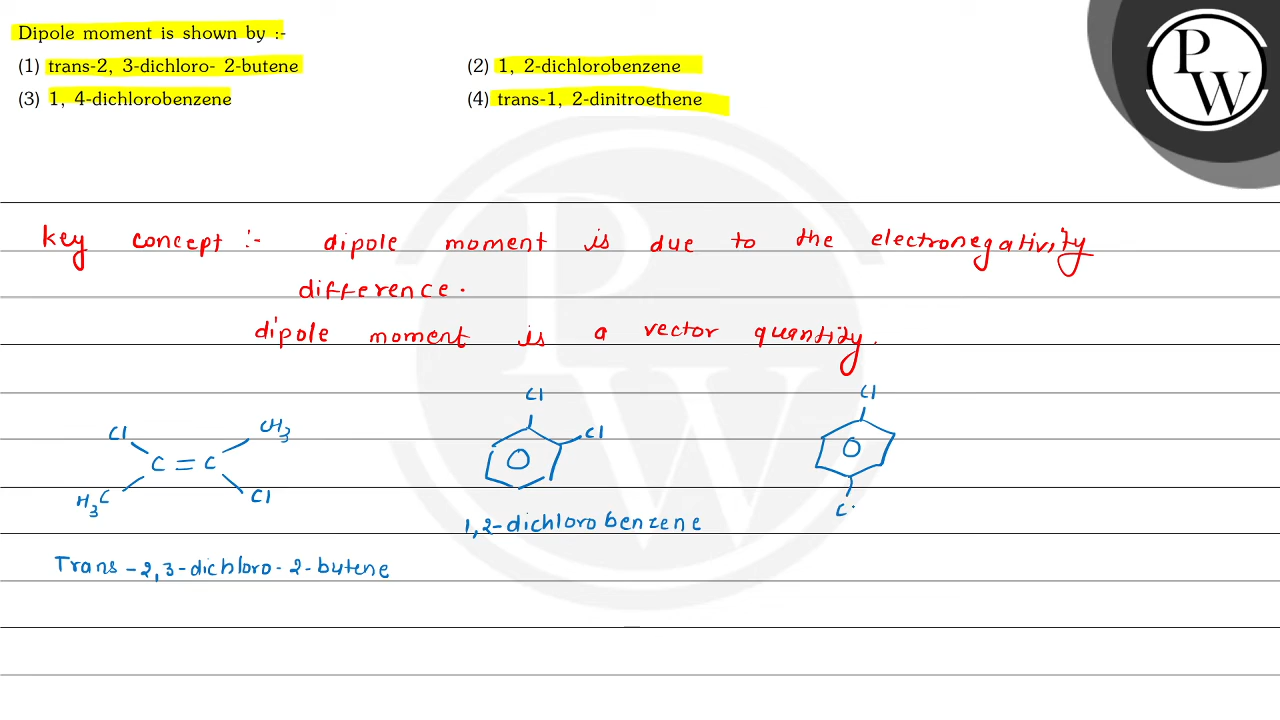 Dipole moment is shown by :-
(1) trans-2, 3-dichloro- 2-butene (2) 1, 2-dichlorobenzene
(3) 1, 4-dichlorobenzene (4) trans-1, 2-dinitroethene
P
W
key concept :- dipole moment is due to the electronegativity
difference.
dipole moment is a vector quantity.
Cl CH3
C = C
H3C Cl
Trans-2,3-dichloro-2-butene
Cl
Cl
1,2-dichlorobenzene
Cl
C